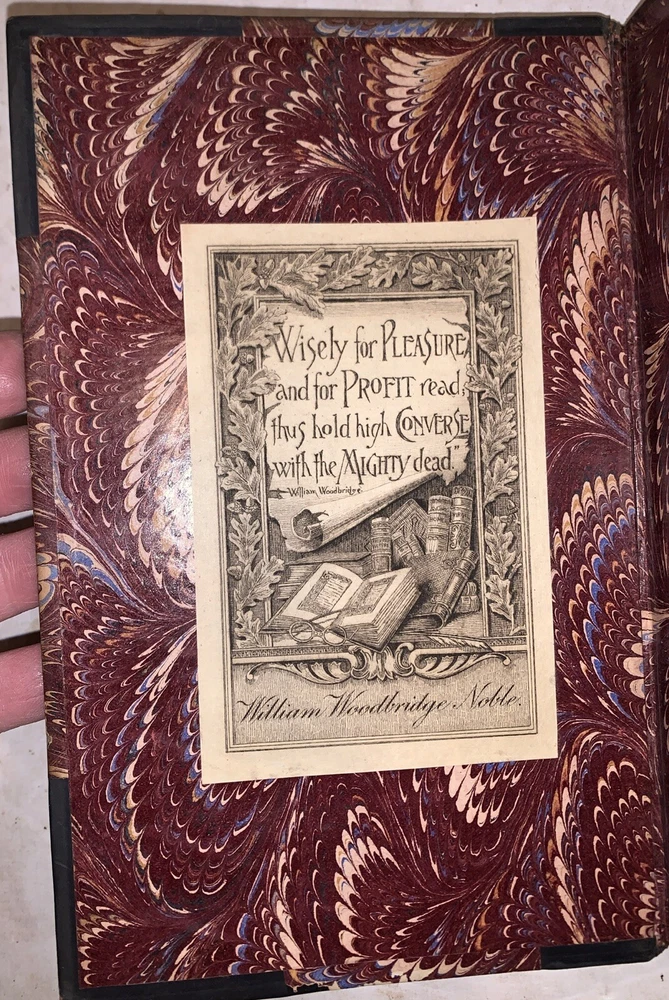 Wisely for PLEASURE
and for PROFIT read;
thus hold high CONVERSE
with the MIGHTY dead."
William Woodbridge
William Woodbridge Noble.